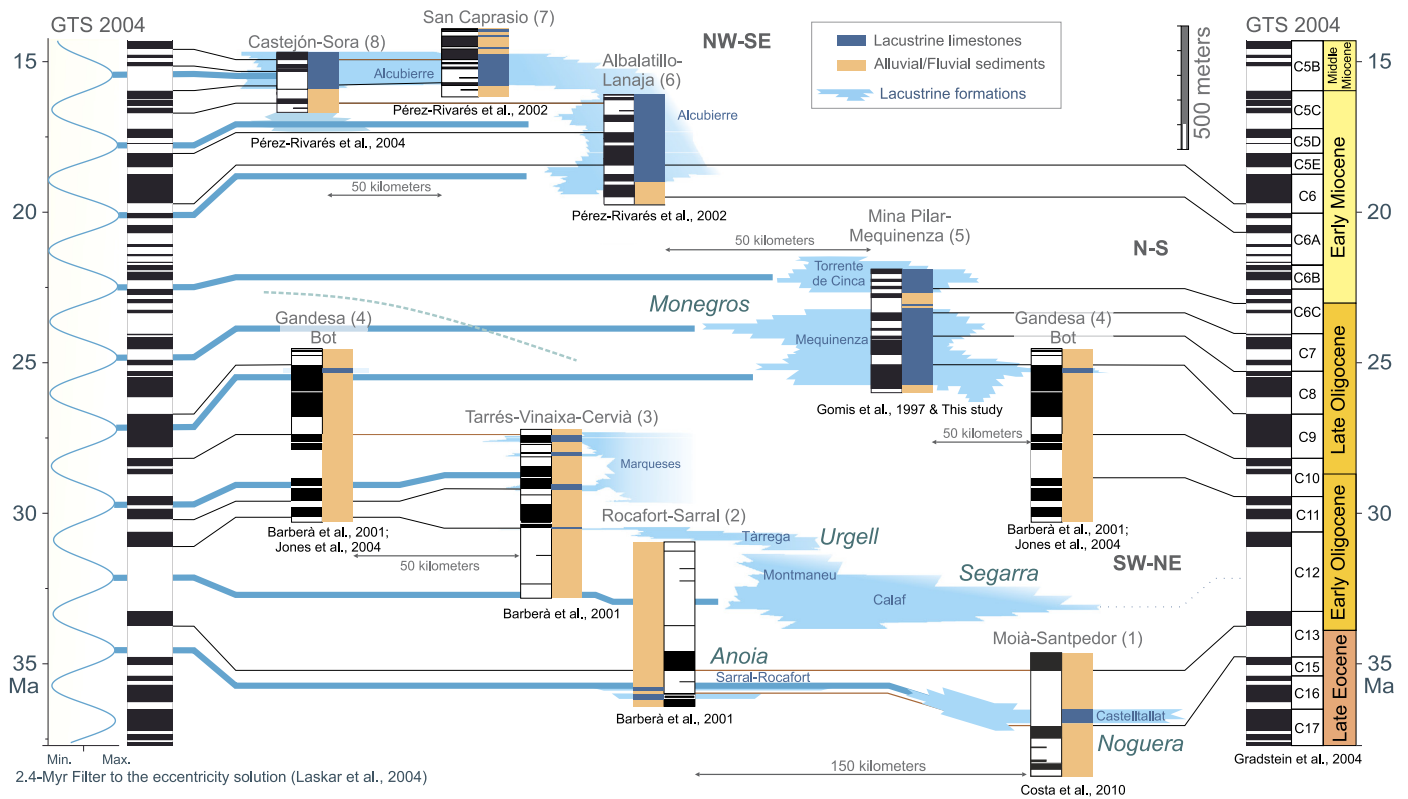 GTS 2004
San Caprasio (7)
GTS 2004
Castejón-Sora (8)
NW-SE
Albalatillo-
Lanaja (6)
Lacustrine limestones
Alluvial/Fluvial sediments
Lacustrine formations
500 meters
15
Alcubierre
Pérez-Rivarés et al., 2002
Alcubierre
Pérez-Rivarés et al., 2004
50 kilometers
Pérez-Rivarés et al., 2002
20
Mina Pilar-
Mequinenza (5)
50 kilometers
N-S
Torrente
de Cinca
Monegros
Gandesa (4)
Bot
Mequinenza
Gandesa (4)
Bot
25
Gomis et al., 1997 & This study
Tarrés-Vinaixa-Cervià (3)
50 kilometers
Marqueses
30
Rocafort-Sarral (2)
Barberà et al., 2001;
Jones et al., 2004
Tàrrega
Urgell
Barberà et al., 2001;
Jones et al., 2004
50 kilometers
SW-NE
Montmaneu
Segarra
Calaf
Barberà et al., 2001
Moià-Santpedor (1)
35
Ma
Anoia
Sarral-Rocafort
Barberà et al., 2001
Castelltallat
Noguera
Min.
Max.
2.4-Myr Filter to the eccentricity solution (Laskar et al., 2004)
150 kilometers
Costa et al., 2010
C5B
C5C
C5D
C5E
C6
C6A
C6B
C6C
C7
C8
C9
C10
C11
C12
C13
C15
C16
C17
Middle
Miocene
Early Miocene
Late Oligocene
Early Oligocene
Late Eocene
15
20
25
30
35
Ma
Gradstein et al., 2004